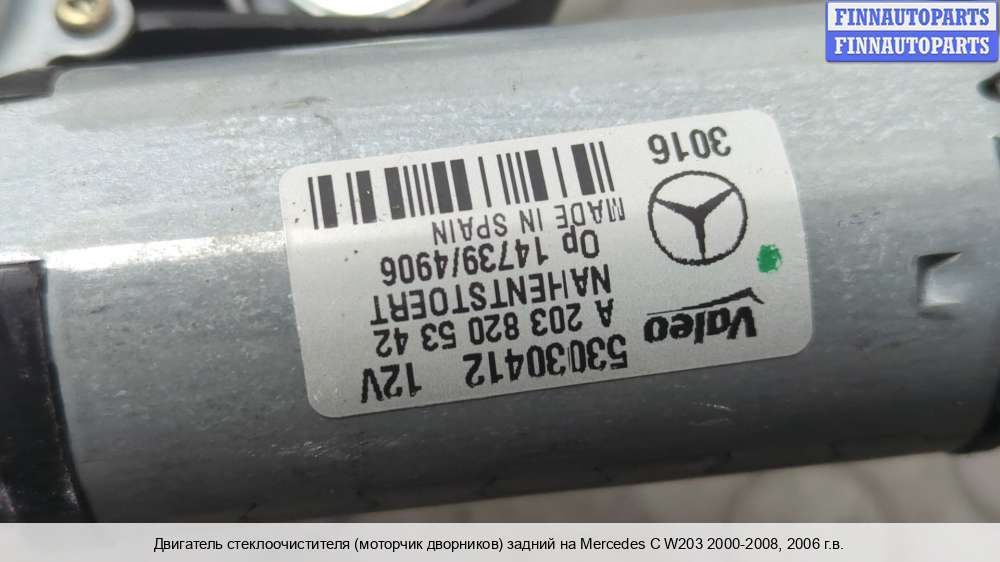 FINNAUTOPARTS
FINNAUTOPARTS
Valeo
53030412 12V
A 203 820 53 42
NAHENTSTOERT
Op 14739/4906
MADE IN SPAIN
3016
Двигатель стеклоочистителя (моторчик дворников) задний на Mercedes C W203 2000-2008, 2006 г.в.